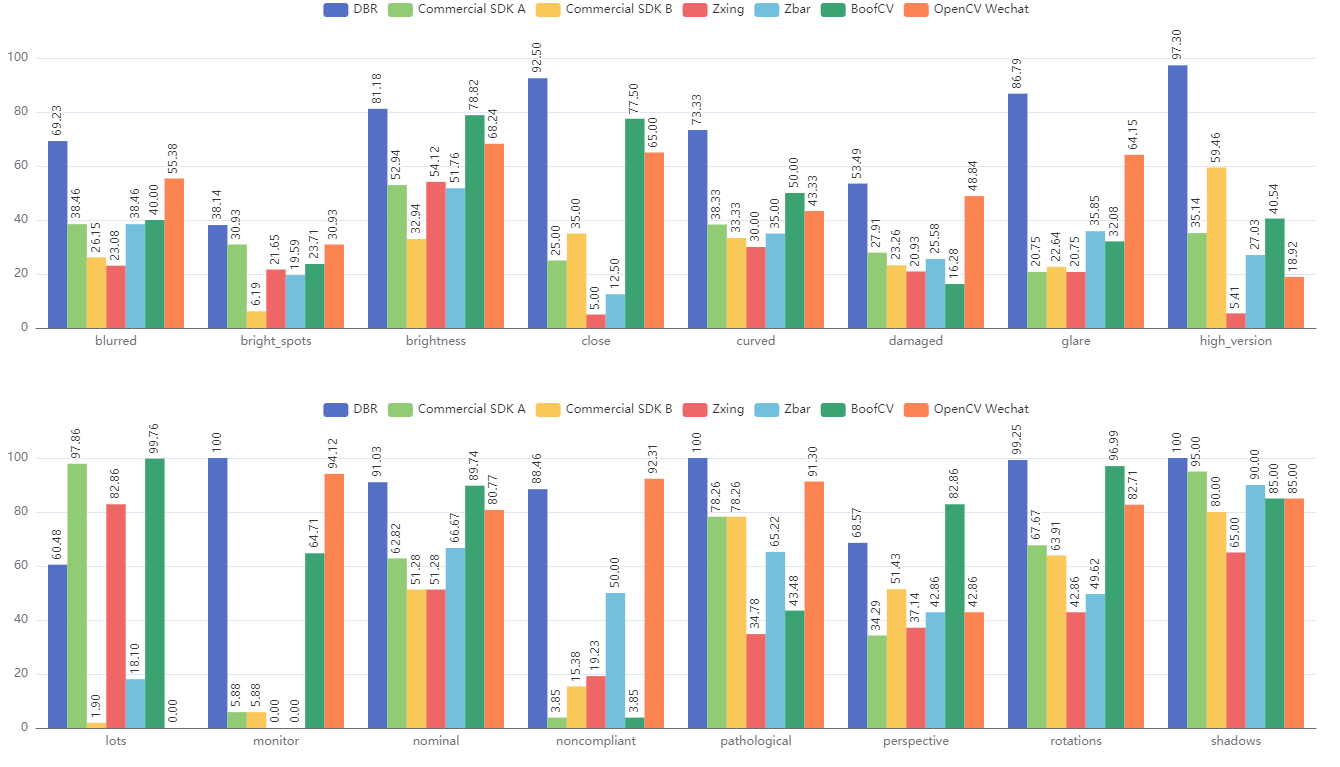 DBR Commercial SDK A Commercial SDK B Zxing Zbar BoofCV OpenCV Wechat
100
80
60
40
20
0
69.23 38.46 26.15 23.08 38.46 40.00 55.38
38.14 30.93 6.19 21.65 19.59 23.71 30.93
81.18 52.94 32.94 54.12 51.76 78.82 68.24
92.50 25.00 35.00 5.00 12.50 77.50 65.00
73.33 38.33 33.33 30.00 35.00 50.00 43.33
53.49 27.91 23.26 20.93 25.58 16.28 48.84
86.79 20.75 22.64 20.75 35.85 32.08 64.15
97.30 35.14 59.46 5.41 27.03 40.54 18.92
blurred bright_spots brightness close curved damaged glare high_version
DBR Commercial SDK A Commercial SDK B Zxing Zbar BoofCV OpenCV Wechat
100
80
60
40
20
0
60.48 97.86 1.90 82.86 18.10 99.76 0.00
100 5.88 5.88 0.00 0.00 64.71 94.12
91.03 62.82 51.28 51.28 66.67 89.74 80.77
88.46 3.85 15.38 19.23 50.00 3.85 92.31
100 78.26 78.26 34.78 65.22 43.48 91.30
68.57 34.29 51.43 37.14 42.86 82.86 42.86
99.25 67.67 63.91 42.86 49.62 96.99 82.71
100 95.00 80.00 65.00 90.00 85.00 85.00
lots monitor nominal noncompliant pathological perspective rotations shadows